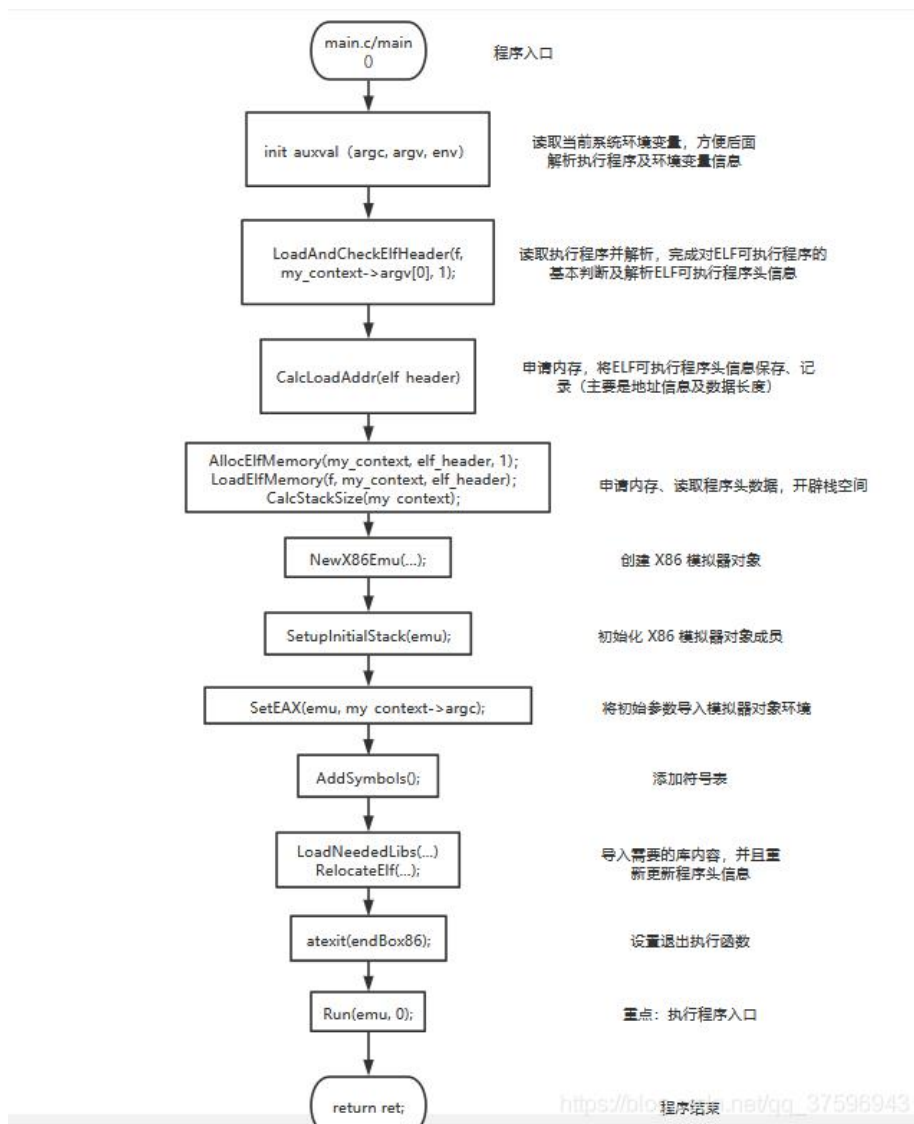 main.c/main
()
程序入口
init auxval（argc, argv, env）
读取当前系统环境变量，方便后面
解析执行程序及环境变量信息
LoadAndCheckElfHeader(f,
my_context->argv[0], 1);
读取执行程序并解析，完成对ELF可执行程序的
基本判断及解析ELF可执行程序头信息
CalcLoadAddr(elf header)
申请内存，将ELF可执行程序头信息保存、记
录（主要是地址信息及数据长度）
AllocElfMemory(my_context, elf_header, 1);
LoadElfMemory(f, my_context, elf_header);
CalcStackSize(my context);
申请内存、读取程序头数据，开辟栈空间
NewX86Emu(...);
创建 X86 模拟器对象
SetupInitialStack(emu);
初始化 X86 模拟器对象成员
SetEAX(emu, my context->argc);
将初始参数导入模拟器对象环境
AddSymbols();
添加符号表
LoadNeededLibs(...)
RelocateElf(...);
导入需要的库内容，并且重
新更新程序头信息
atexit(endBox86);
设置退出执行函数
Run(emu, 0);
重点：执行程序入口
return ret;
程序结束